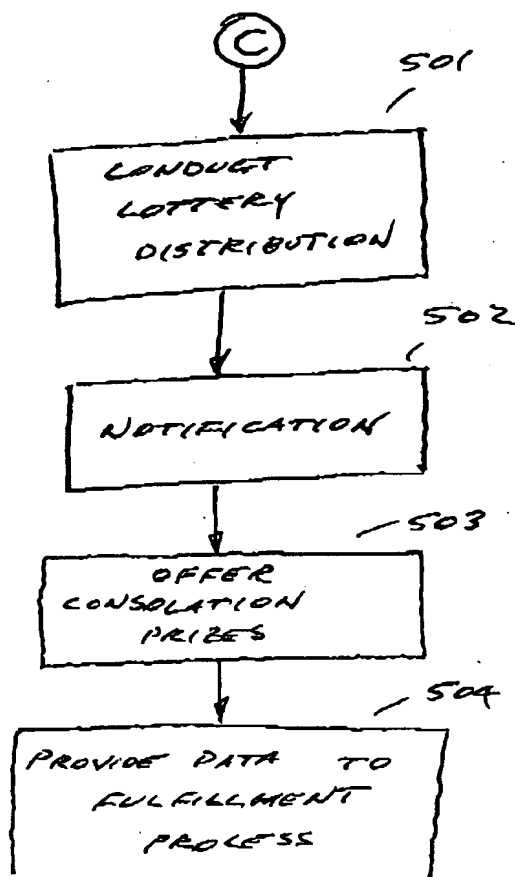 C
501
CONDUCT
LOTTERY
DISTRIBUTION
502
NOTIFICATION
503
OFFER
CONSOLATION
PRIZES
504
PROVIDE DATA TO
FULFILLMENT
PROCESS